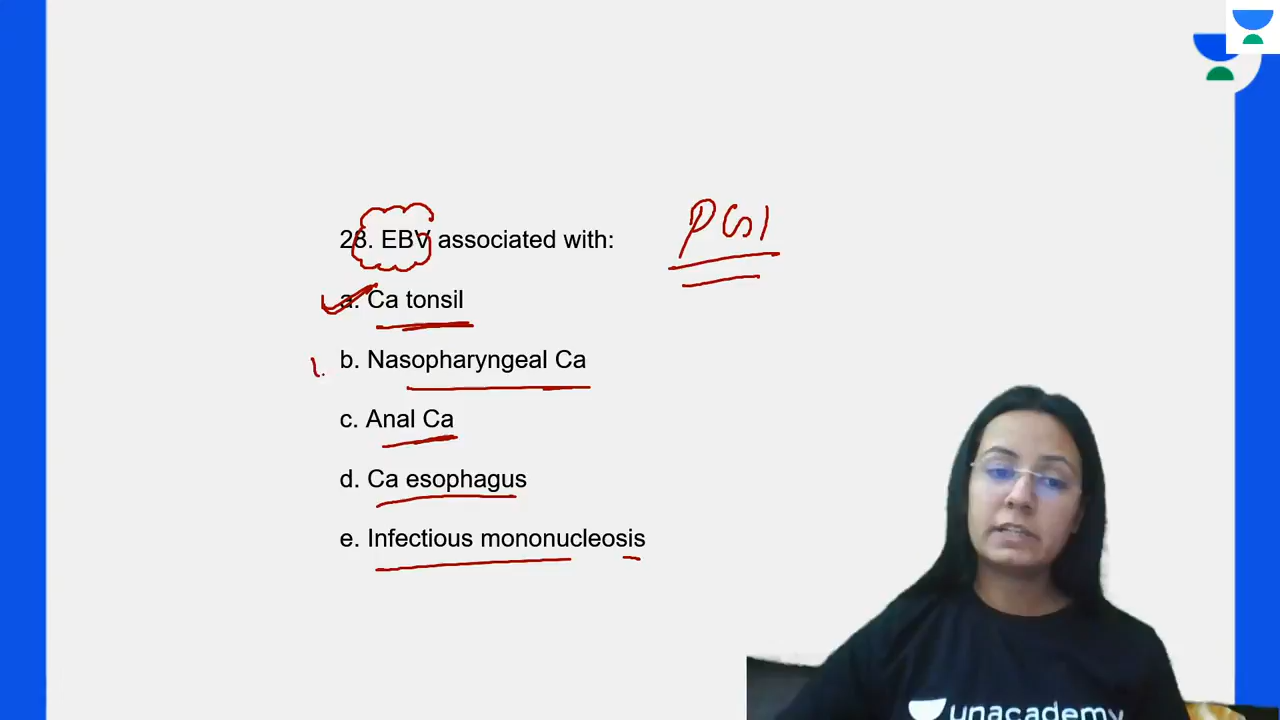 28. EBV associated with:
PGI
a. Ca tonsil
b. Nasopharyngeal Ca
c. Anal Ca
d. Ca esophagus
e. Infectious mononucleosis
unacademy